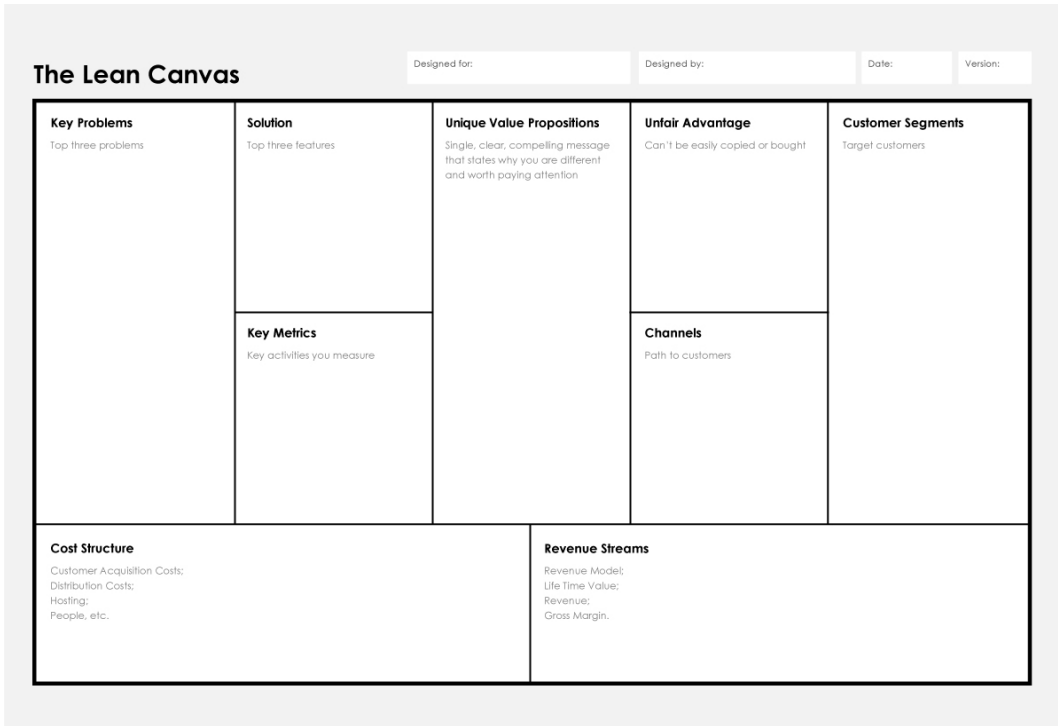 The Lean Canvas
Designed for:
Designed by:
Date:
Version:
Key Problems
Top three problems
Solution
Top three features
Key Metrics
Key activities you measure
Unique Value Propositions
Single, clear, compelling message
that states why you are different
and worth paying attention
Unfair Advantage
Can't be easily copied or bought
Channels
Path to customers
Customer Segments
Target customers
Cost Structure
Customer Acquisition Costs;
Distribution Costs;
Hosting;
People, etc.
Revenue Streams
Revenue Model;
Life Time Value;
Revenue;
Gross Margin.